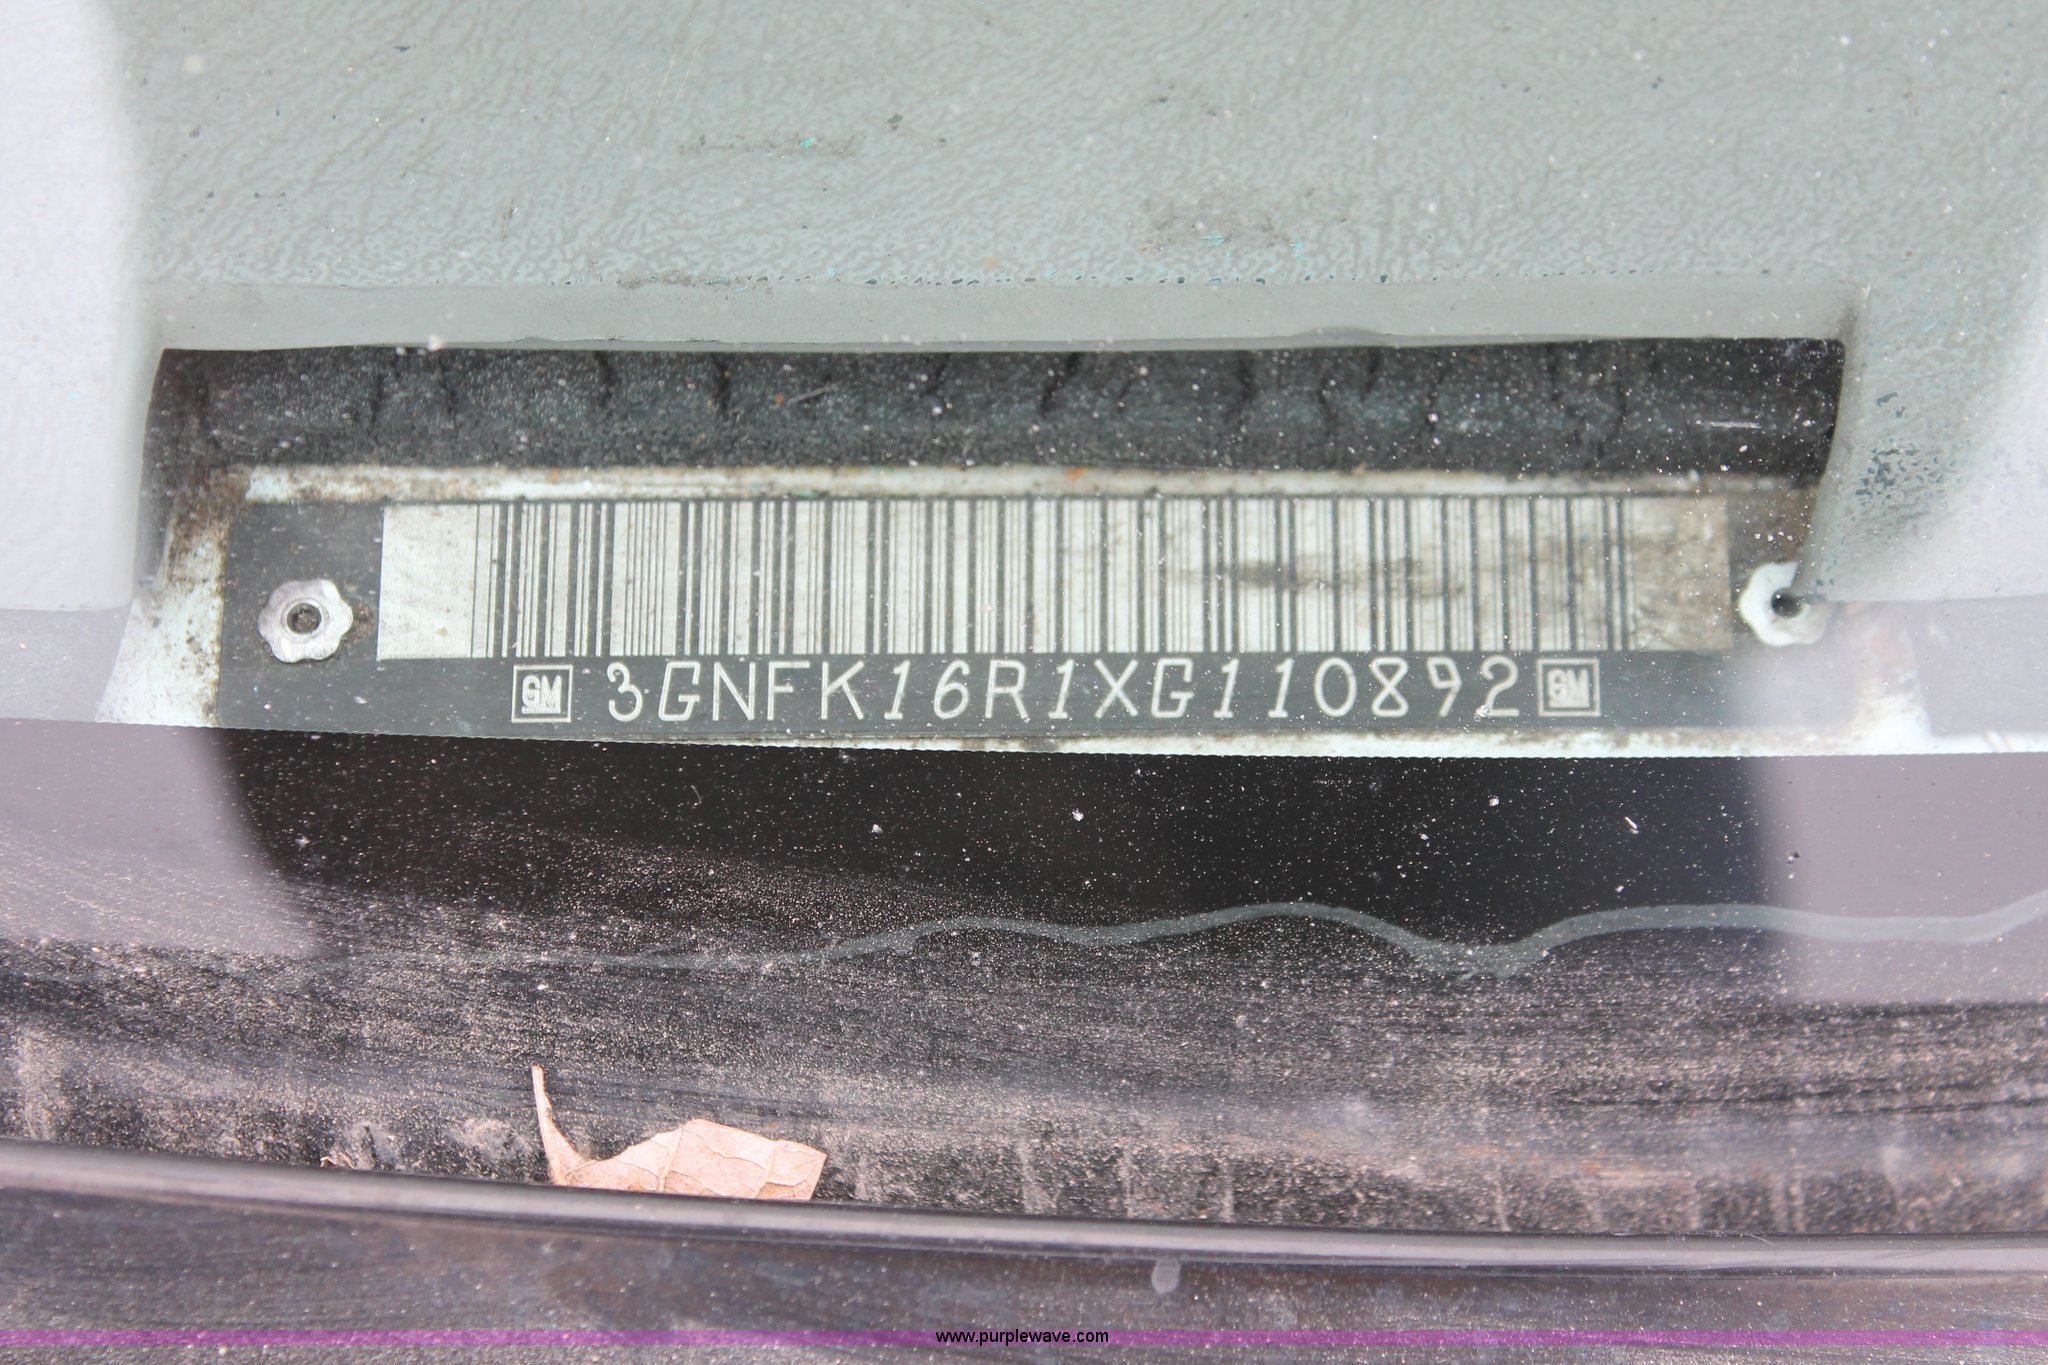 GM 3GNFK16R1XG110892 GM
www.purplewave.com